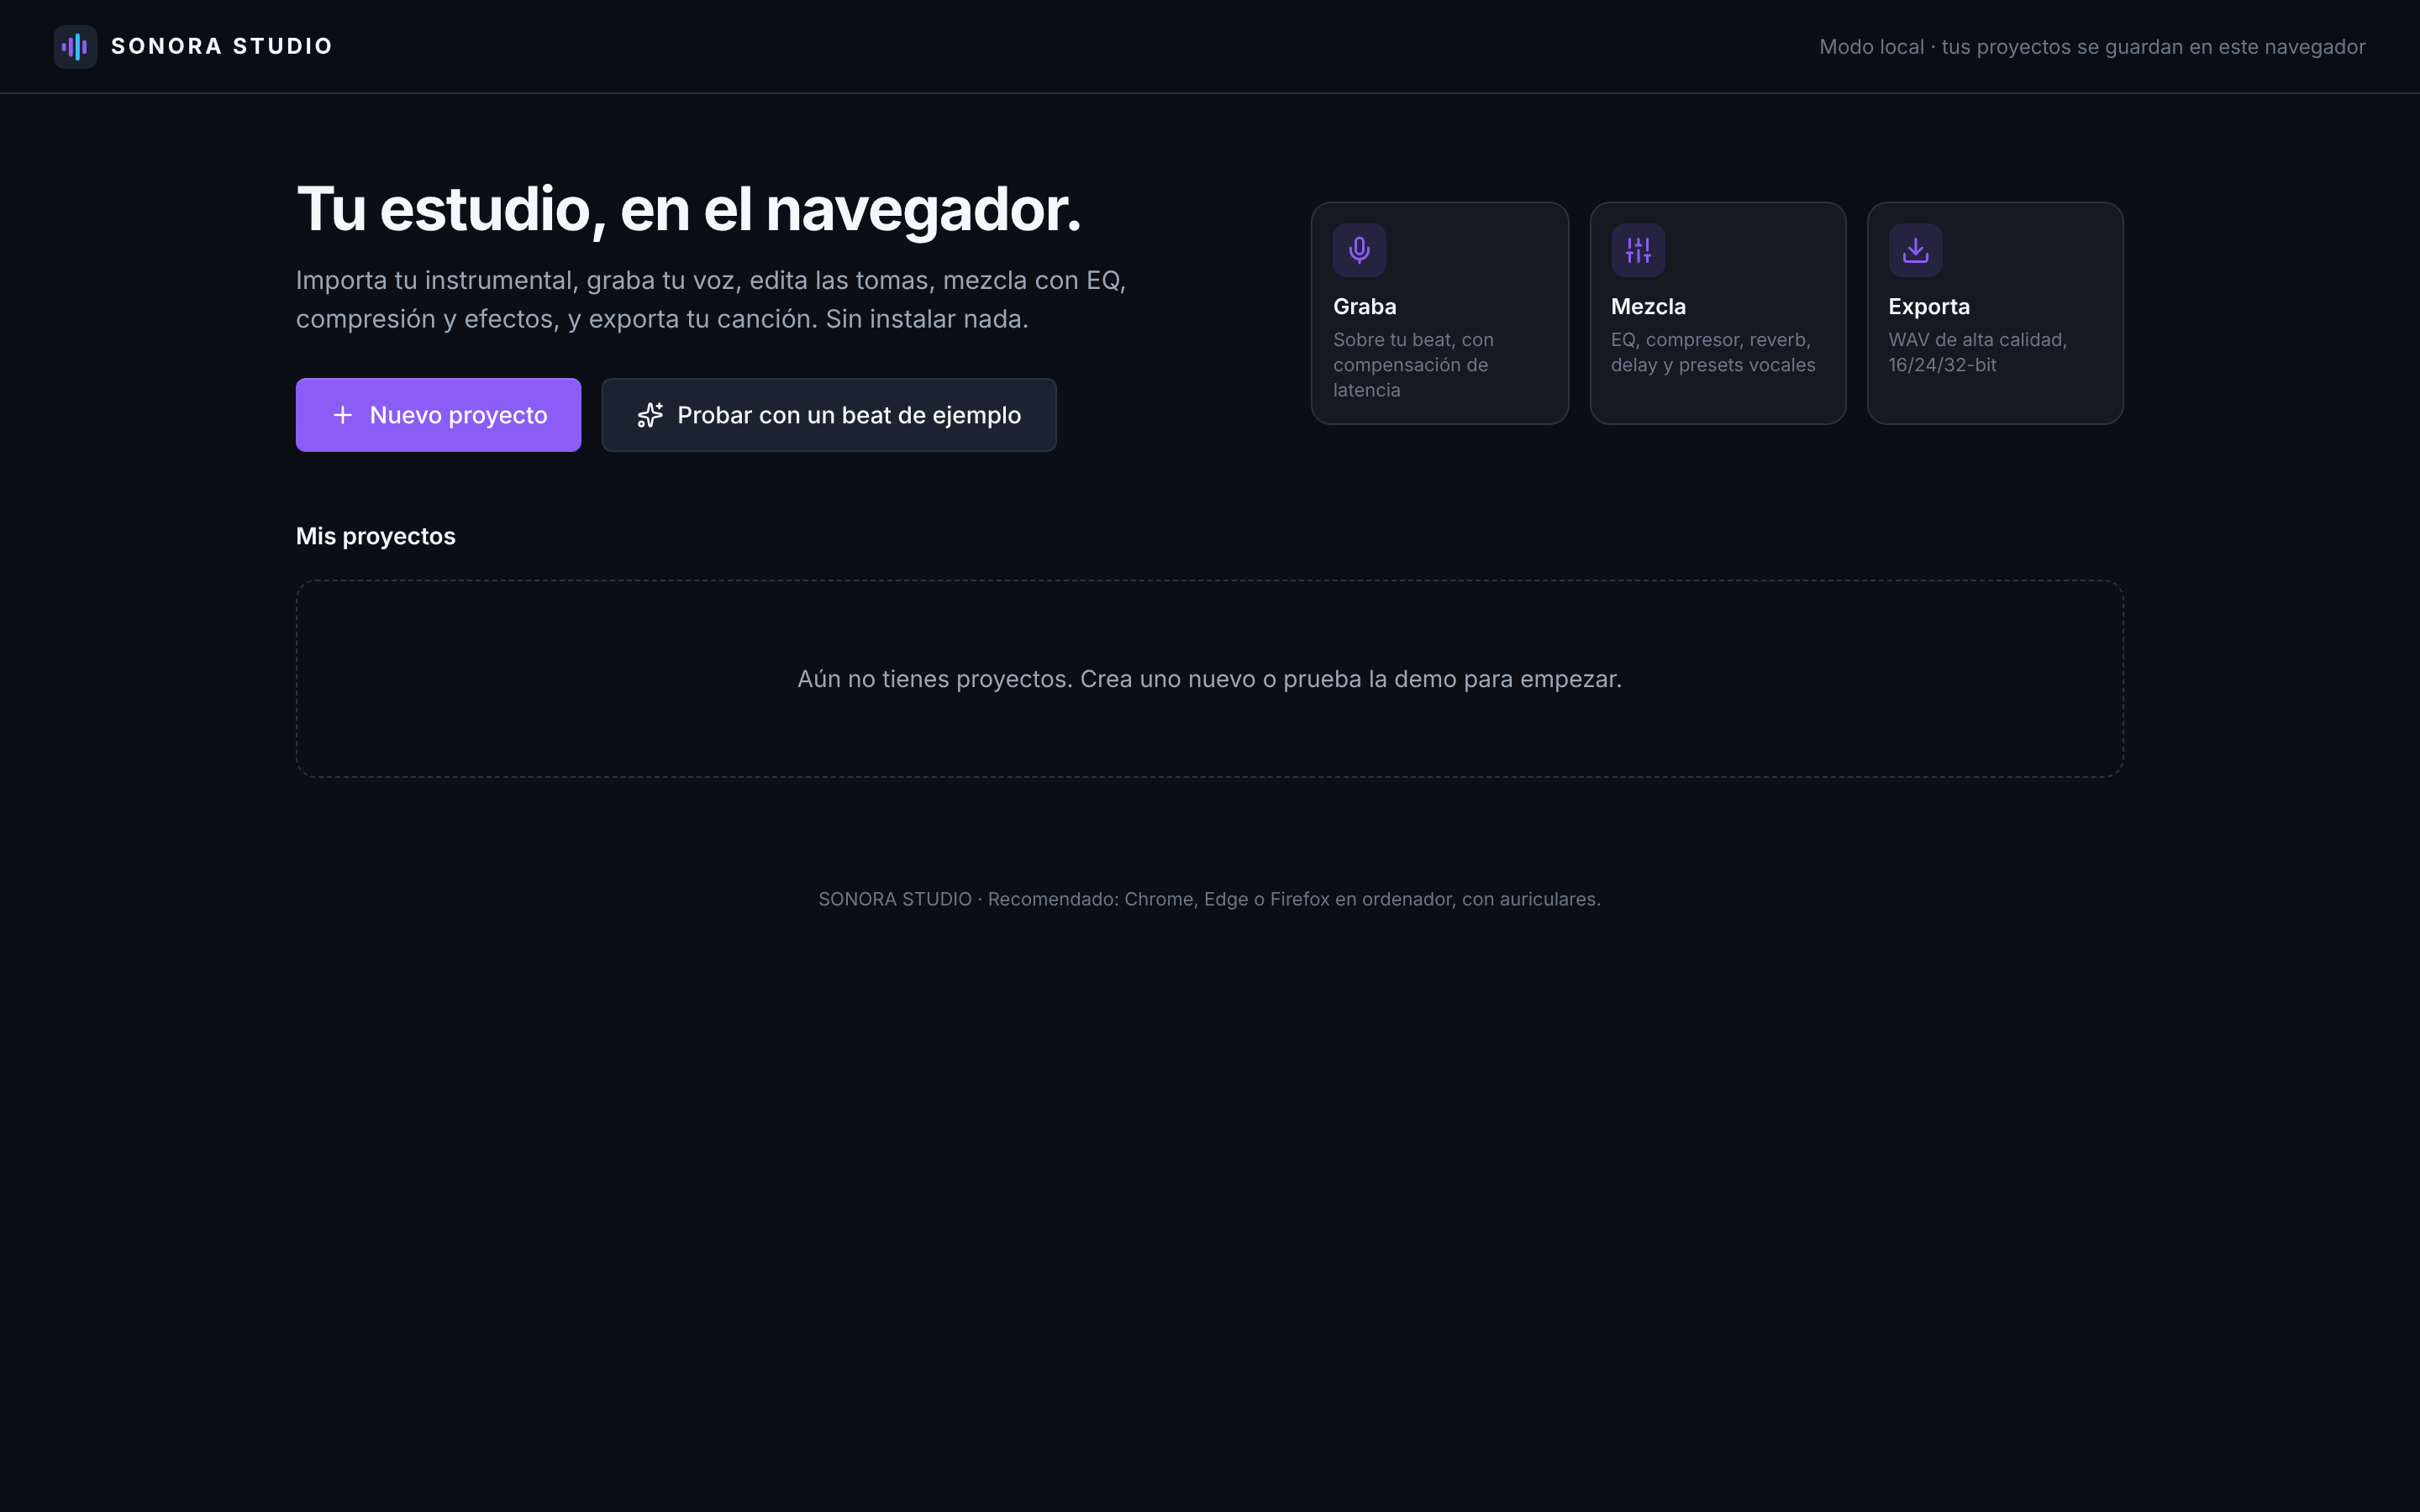 SONORA STUDIO
Modo local · tus proyectos se guardan en este navegador
Tu estudio, en el navegador.
Importa tu instrumental, graba tu voz, edita las tomas, mezcla con EQ,
compresión y efectos, y exporta tu canción. Sin instalar nada.
Nuevo proyecto
Probar con un beat de ejemplo
Graba
Sobre tu beat, con
compensación de
latencia
Mezcla
EQ, compresor, reverb,
delay y presets vocales
Exporta
WAV de alta calidad,
16/24/32-bit
Mis proyectos
Aún no tienes proyectos. Crea uno nuevo o prueba la demo para empezar.
SONORA STUDIO · Recomendado: Chrome, Edge o Firefox en ordenador, con auriculares.